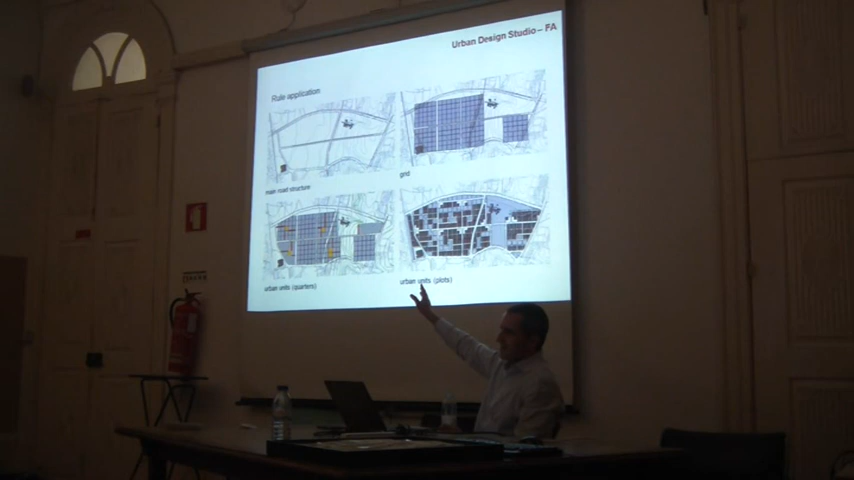 Urban Design Studio – FA
Rule application
main road structure
grid
urban units (quarters)
urban units (plots)